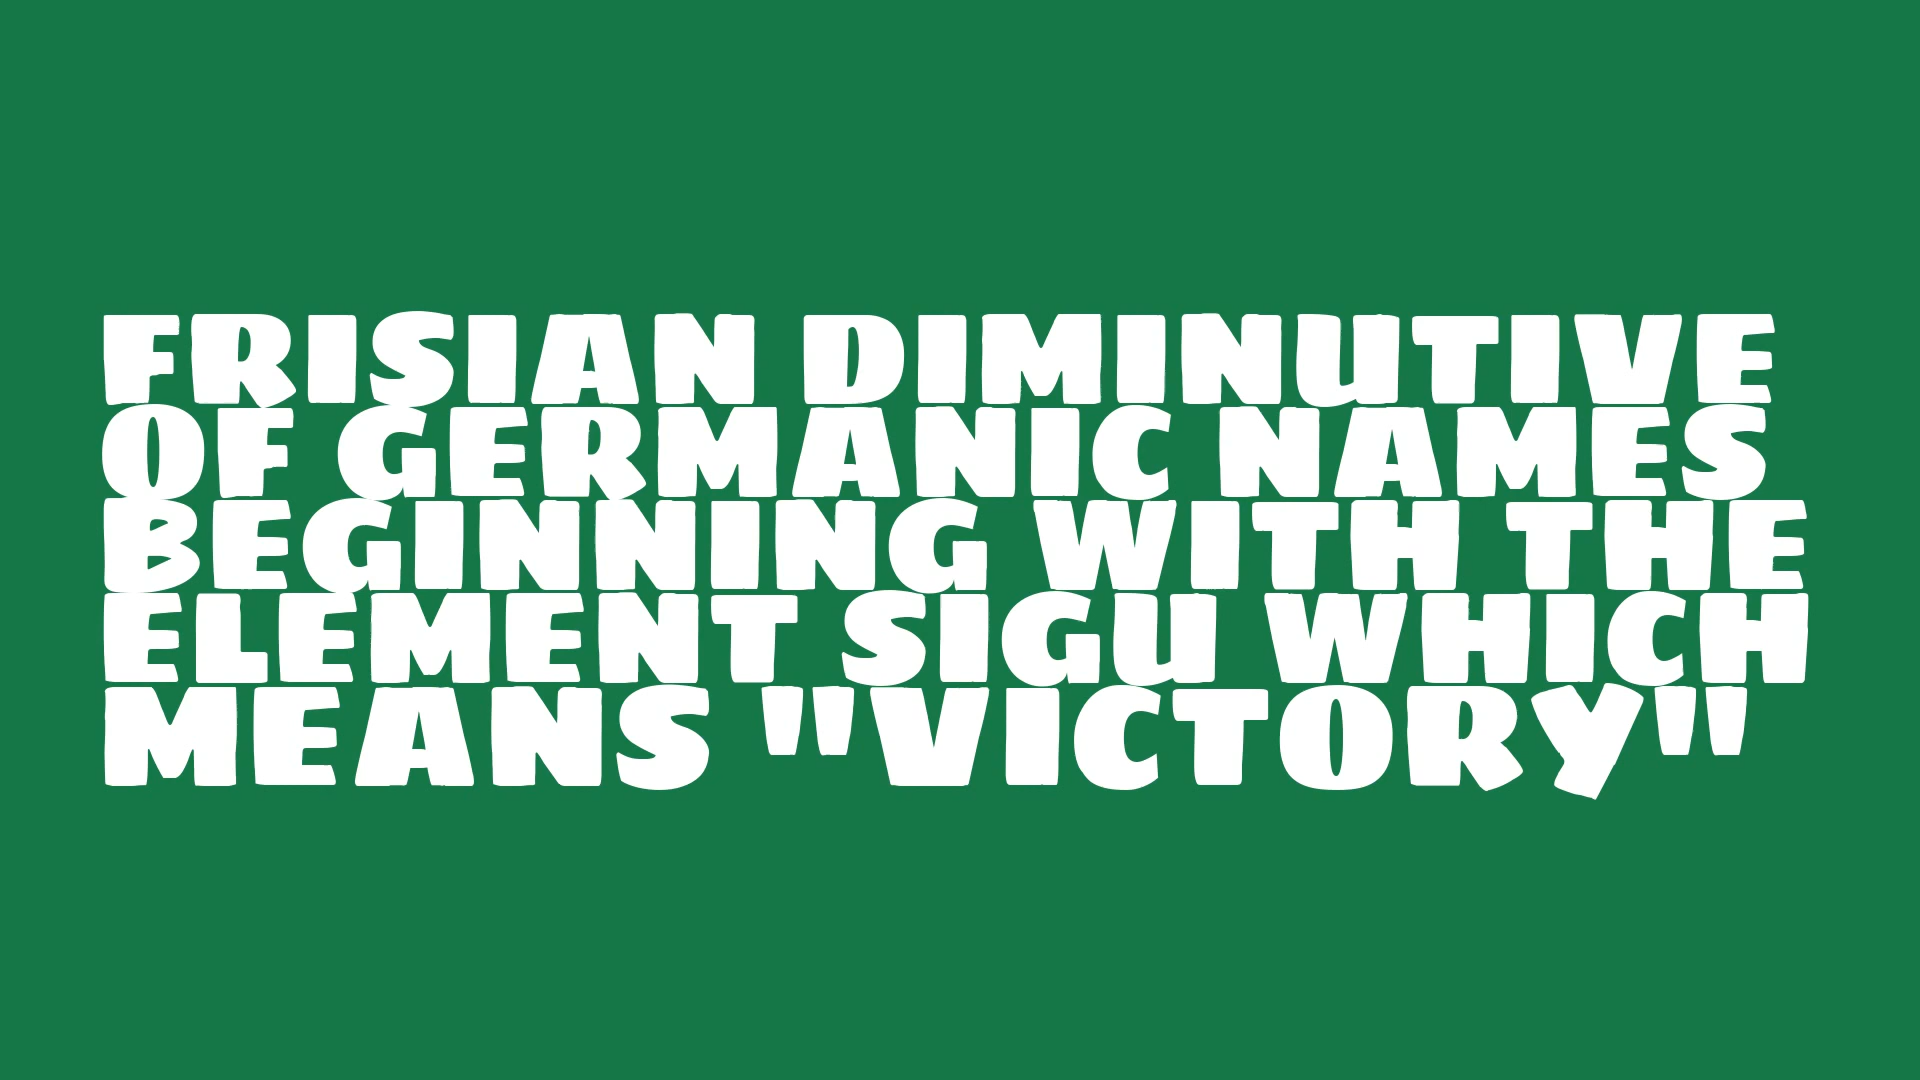 FRISIAN DIMINUTIVE
OF GERMANIC NAMES
BEGINNING WITH THE
ELEMENT SIGU WHICH
MEANS "VICTORY"